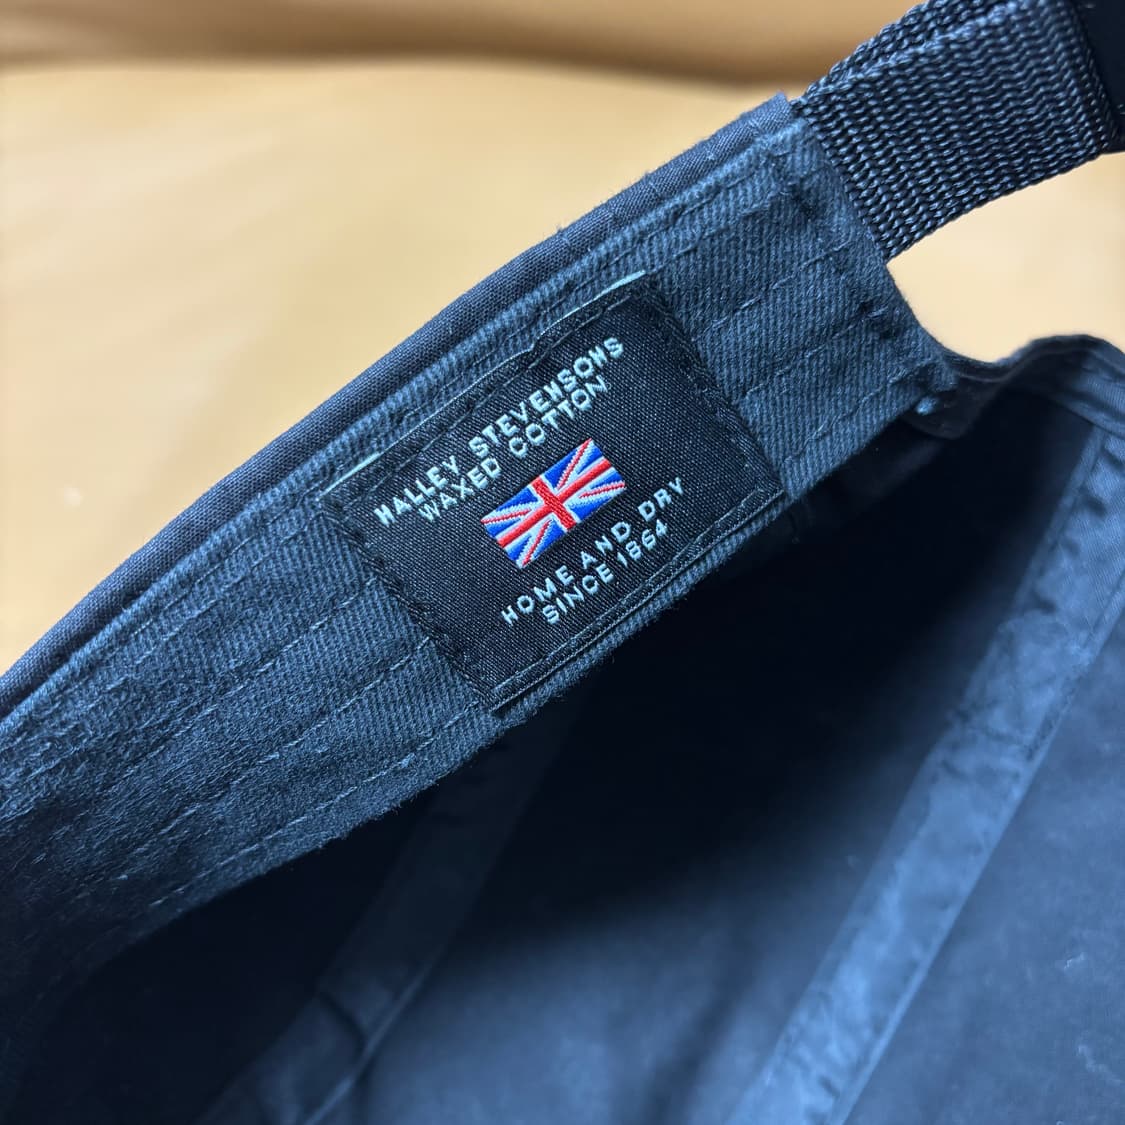 HALLEY STEVENSONS
WAXED COTTON
HOME AND DRY
SINCE 1864